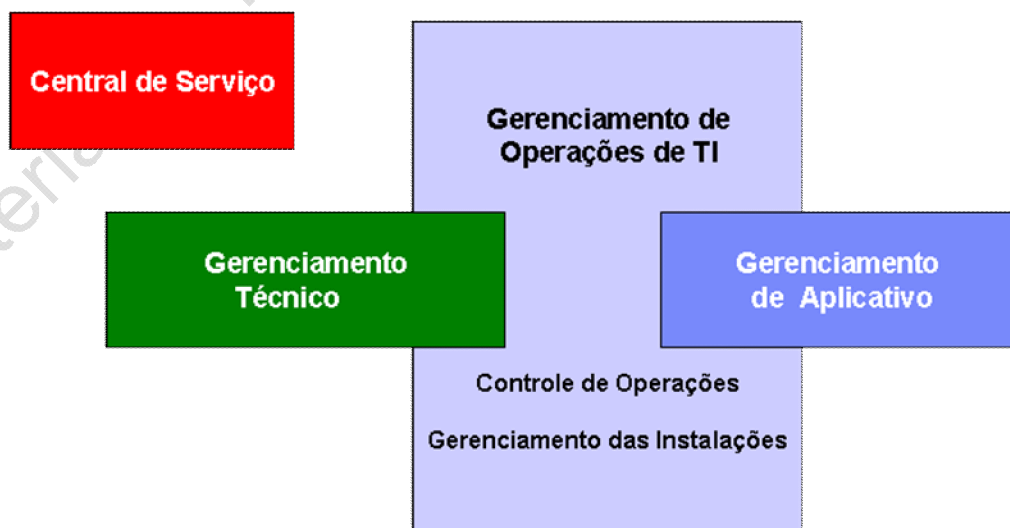 Central de Serviço
Gerenciamento de
Operações de TI
Gerenciamento
Técnico
Gerenciamento
de Aplicativo
Controle de Operações
Gerenciamento das Instalações